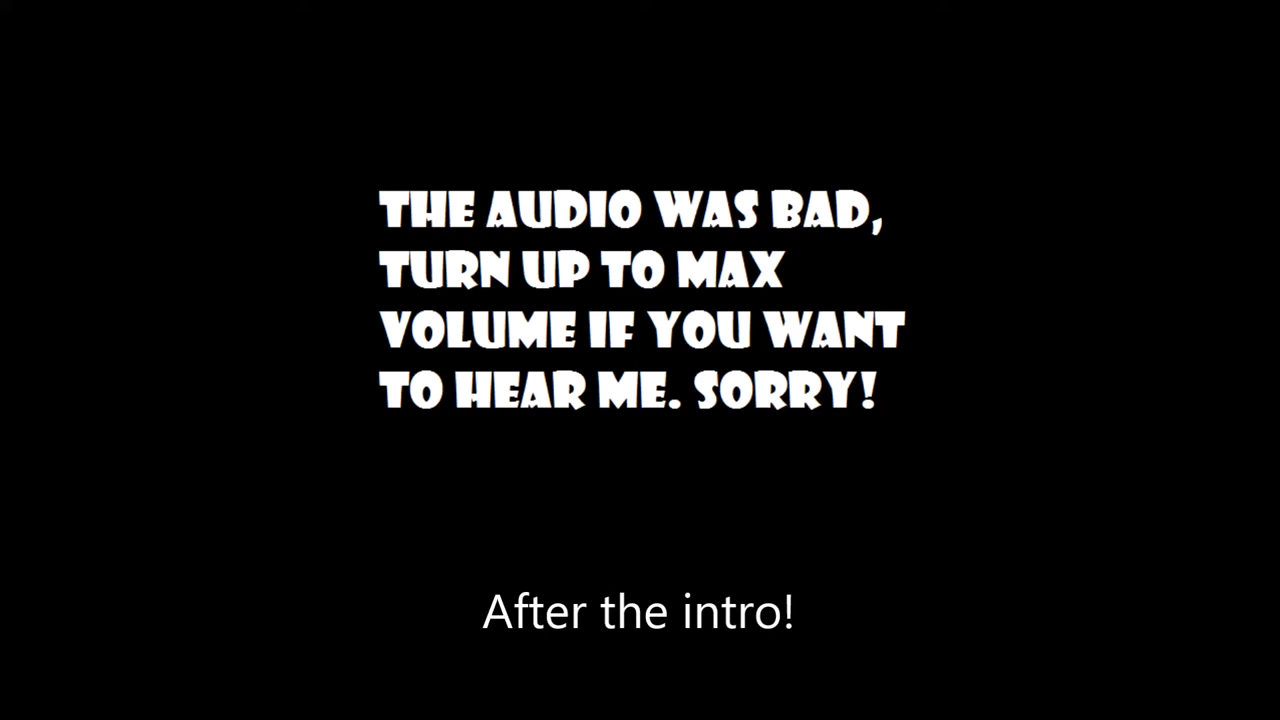 THE AUDIO WAS BAD,
TURN UP TO MAX
VOLUME IF YOU WANT
TO HEAR ME. SORRY!
After the intro!